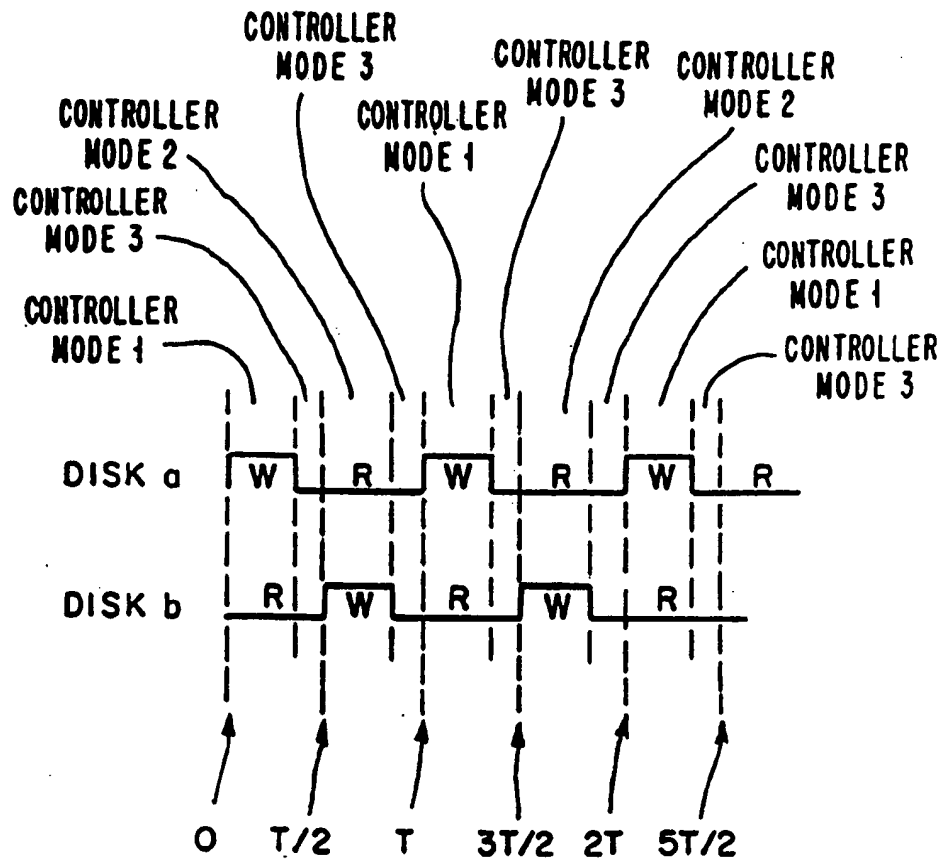 CONTROLLER
MODE 3
CONTROLLER
MODE 3
CONTROLLER
MODE 2
CONTROLLER
MODE 2
CONTROLLER
MODE 1
CONTROLLER
MODE 3
CONTROLLER
MODE 3
CONTROLLER
MODE 1
CONTROLLER
MODE 1
CONTROLLER
MODE 3
DISK a W R W R W R
DISK b R W R W R
0 T/2 T 3T/2 2T 5T/2